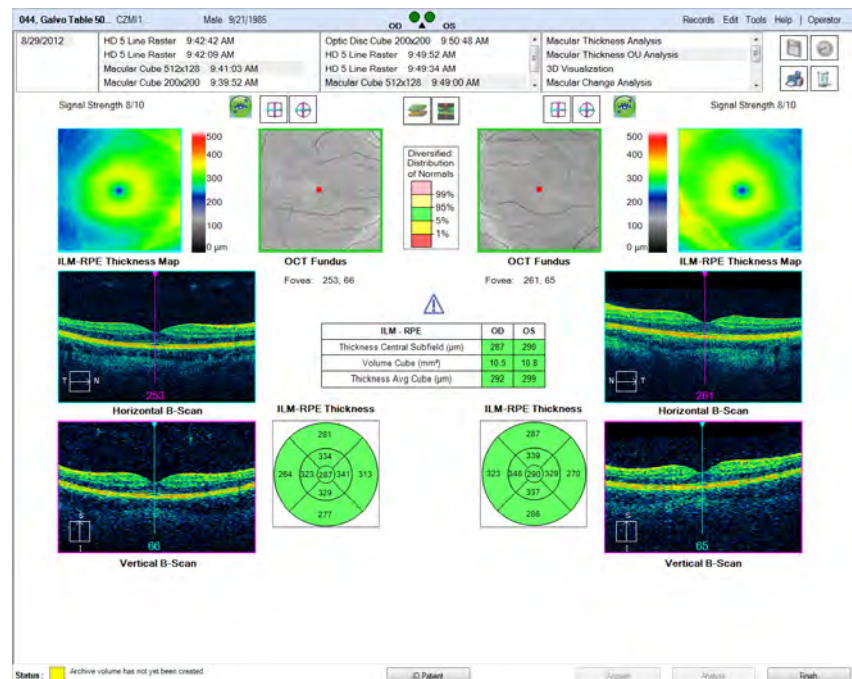 044, Galvo Table 50... CZMI1 Male 9/21/1985 OD OS Records Edit Tools Help Operator
8/29/2012
HD 5 Line Raster 9:42:42 AM
HD 5 Line Raster 9:42:09 AM
Macular Cube 512x128 9:41:03 AM
Macular Cube 200x200 9:39:52 AM
Optic Disc Cube 200x200 9:50:48 AM
HD 5 Line Raster 9:49:52 AM
HD 5 Line Raster 9:49:34 AM
Macular Cube 512x128 9:49:00 AM
Macular Thickness Analysis
Macular Thickness OU Analysis
3D Visualization
Macular Change Analysis
Signal Strength 8/10
Signal Strength 8/10
500
400
300
200
100
0 µm
ILM-RPE Thickness Map
OCT Fundus
Fovea: 253, 66
Diversified:
Distribution
of Normals
99%
95%
5%
1%
OCT Fundus
Fovea: 261, 65
500
400
300
200
100
0 µm
ILM-RPE Thickness Map
T N
253
Horizontal B-Scan
ILM - RPE OD OS
Thickness Central Subfield (µm) 287 290
Volume Cube (mm³) 10.5 10.8
Thickness Avg Cube (µm) 292 299
T N
261
Horizontal B-Scan
S
I
66
Vertical B-Scan
ILM-RPE Thickness
281
334
264 323 287 341 313
329
277
ILM-RPE Thickness
287
339
323 348 290 329 270
337
286
S
I
65
Vertical B-Scan
Status : Archive volume has not yet been created ID Patient Acquire Analyze Finish